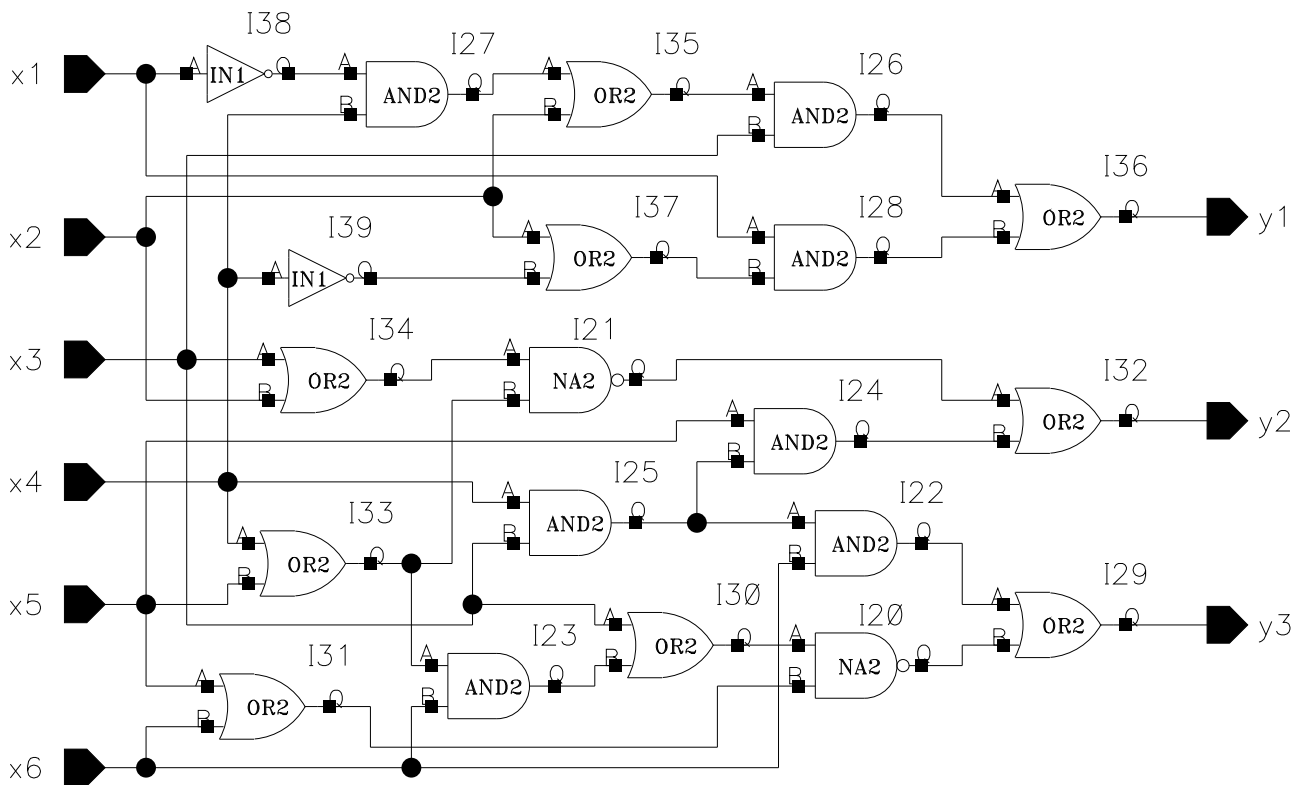 I38
x1
A
IN1
Q
A
I27
B
AND2
Q
A
I35
B
OR2
Q
A
I26
B
AND2
Q
A
I36
B
OR2
Q
y1
x2
I39
A
IN1
Q
A
I37
B
OR2
Q
A
I28
B
AND2
Q
x3
A
I34
B
OR2
Q
A
I21
B
NA2
Q
A
I24
B
AND2
Q
A
I32
B
OR2
Q
y2
x4
A
I33
B
OR2
Q
A
I25
B
AND2
Q
A
I22
B
AND2
Q
x5
A
I31
B
OR2
Q
A
I23
B
AND2
Q
A
I30
B
OR2
Q
A
I20
B
NA2
Q
A
I29
B
OR2
Q
y3
x6